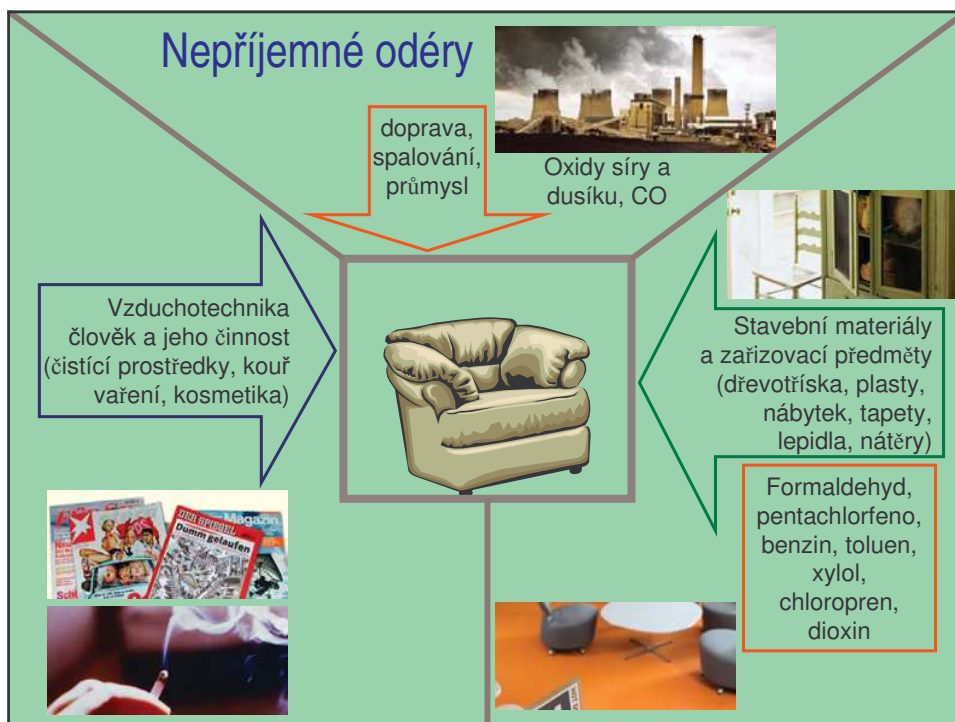 Nepříjemné odéry
doprava,
spalování,
průmysl
Oxidy síry a
dusíku, CO
Vzduchotechnika
člověk a jeho činnost
(čistící prostředky, kouř
vaření, kosmetika)
Stavební materiály
a zařizovací předměty
(dřevotříska, plasty,
nábytek, tapety,
lepidla, nátěry)
Formaldehyd,
pentachlorfeno,
benzin, toluen,
xylol,
chloropren,
dioxin
DER SPIEGEL
Dumm gelaufen
Magazin